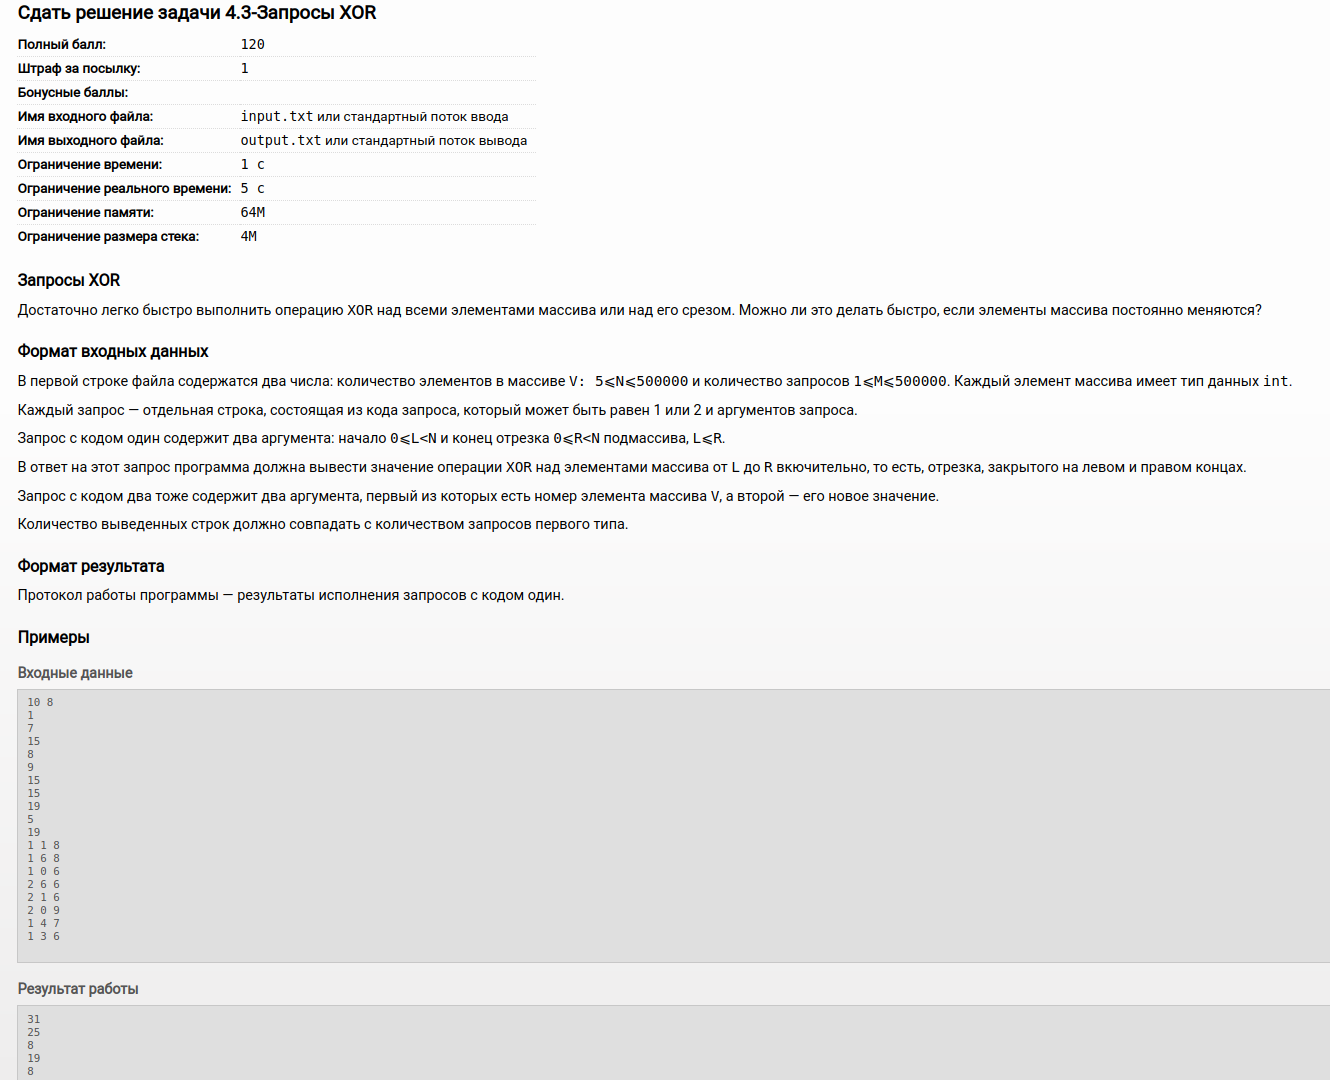 Сдать решение задачи 4.3-Запросы XOR
Полный балл: 120
Штраф за посылку: 1
Бонусные баллы:
Имя входного файла: input.txt или стандартный поток ввода
Имя выходного файла: output.txt или стандартный поток вывода
Ограничение времени: 1 с
Ограничение реального времени: 5 с
Ограничение памяти: 64M
Ограничение размера стека: 4M
Запросы XOR
Достаточно легко быстро выполнить операцию XOR над всеми элементами массива или над его срезом. Можно ли это делать быстро, если элементы массива постоянно меняются?
Формат входных данных
В первой строке файла содержатся два числа: количество элементов в массиве V: 5⩽N⩽500000 и количество запросов 1⩽M⩽500000. Каждый элемент массива имеет тип данных int.
Каждый запрос — отдельная строка, состоящая из кода запроса, который может быть равен 1 или 2 и аргументов запроса.
Запрос с кодом один содержит два аргумента: начало 0⩽L<N и конец отрезка 0⩽R<N подмассива, L⩽R.
В ответ на этот запрос программа должна вывести значение операции XOR над элементами массива от L до R вкючительно, то есть, отрезка, закрытого на левом и правом концах.
Запрос с кодом два тоже содержит два аргумента, первый из которых есть номер элемента массива V, а второй — его новое значение.
Количество выведенных строк должно совпадать с количеством запросов первого типа.
Формат результата
Протокол работы программы — результаты исполнения запросов с кодом один.
Примеры
Входные данные
10 8
1
7
15
8
9
15
15
19
5
19
1 1 8
1 6 8
1 0 6
2 6 6
2 1 6
2 0 9
1 4 7
1 3 6
Результат работы
31
25
8
19
8